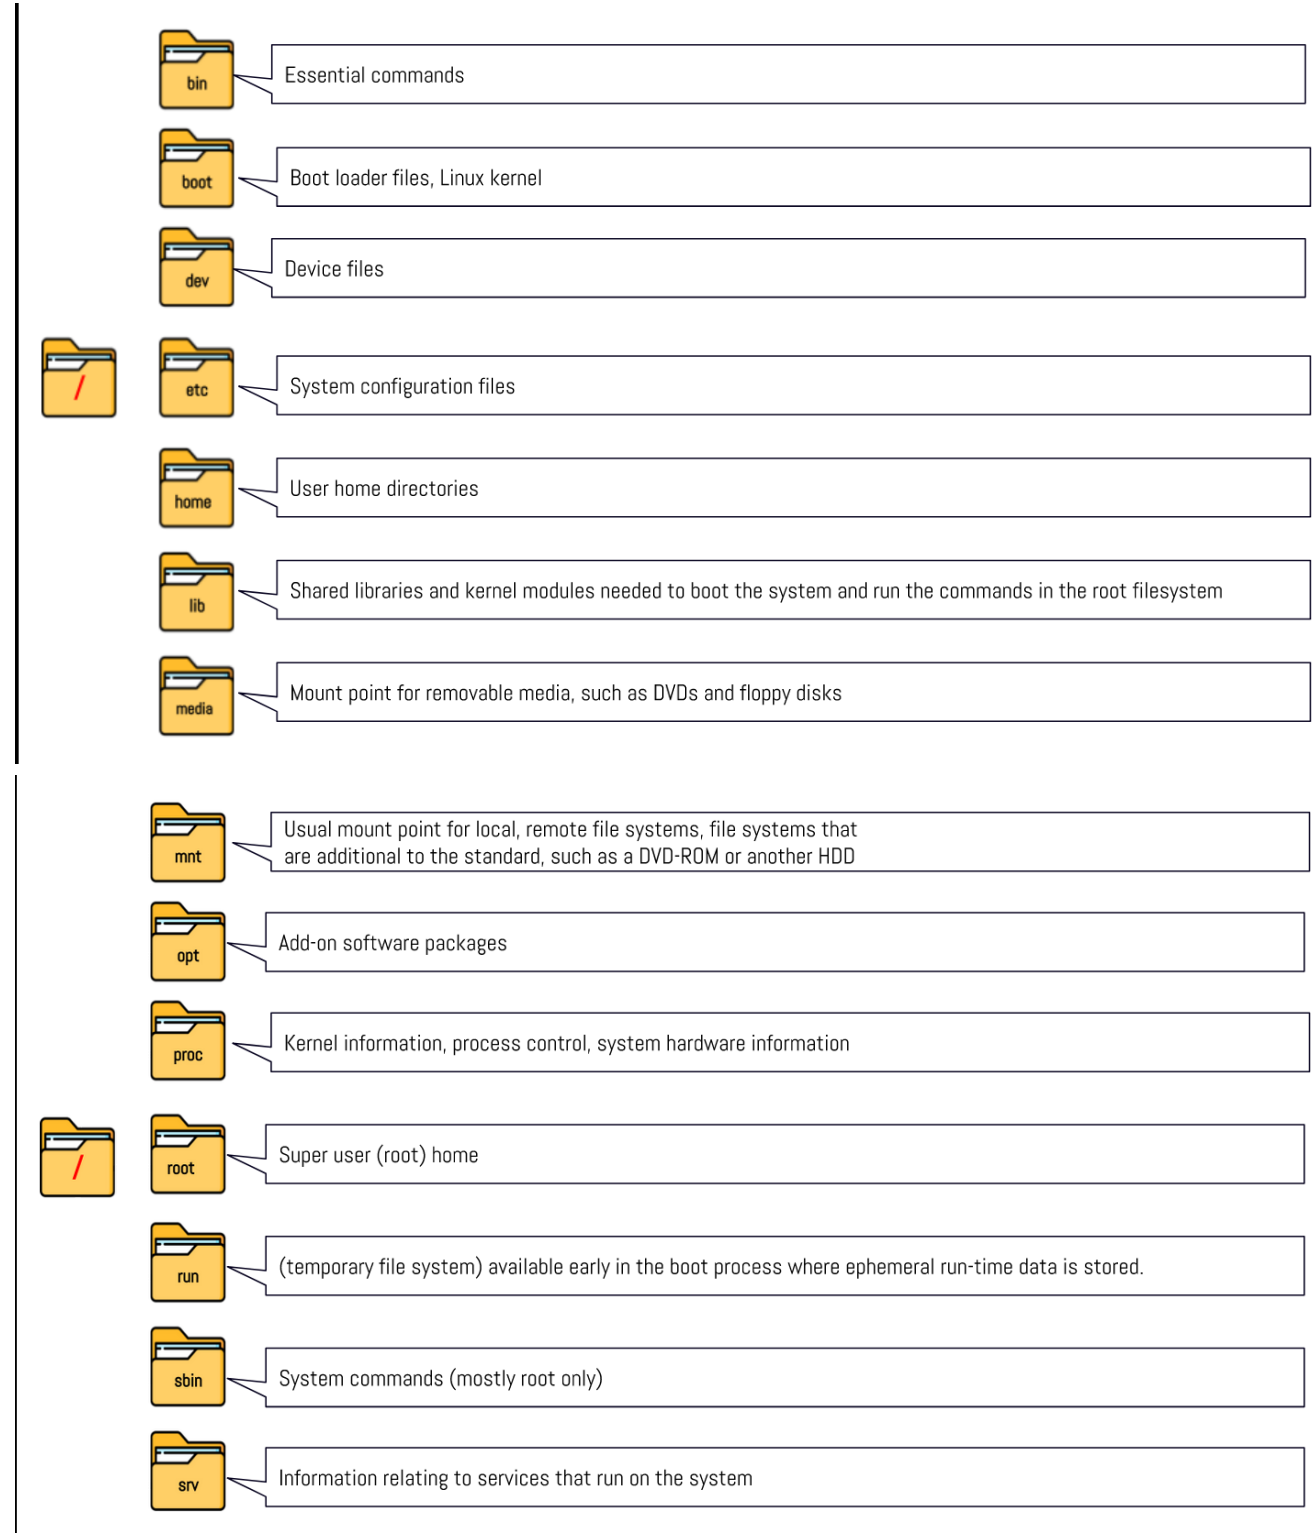 bin
Essential commands
boot
Boot loader files, Linux kernel
dev
Device files
/
etc
System configuration files
home
User home directories
lib
Shared libraries and kernel modules needed to boot the system and run the commands in the root filesystem
media
Mount point for removable media, such as DVDs and floppy disks
mnt
Usual mount point for local, remote file systems, file systems that
are additional to the standard, such as a DVD-ROM or another HDD
opt
Add-on software packages
proc
Kernel information, process control, system hardware information
/
root
Super user (root) home
run
(temporary file system) available early in the boot process where ephemeral run-time data is stored.
sbin
System commands (mostly root only)
srv
Information relating to services that run on the system